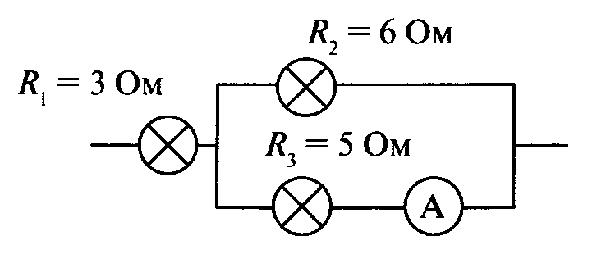 R₂ = 6 Ом
R₁ = 3 Ом
R₃ = 5 Ом
A